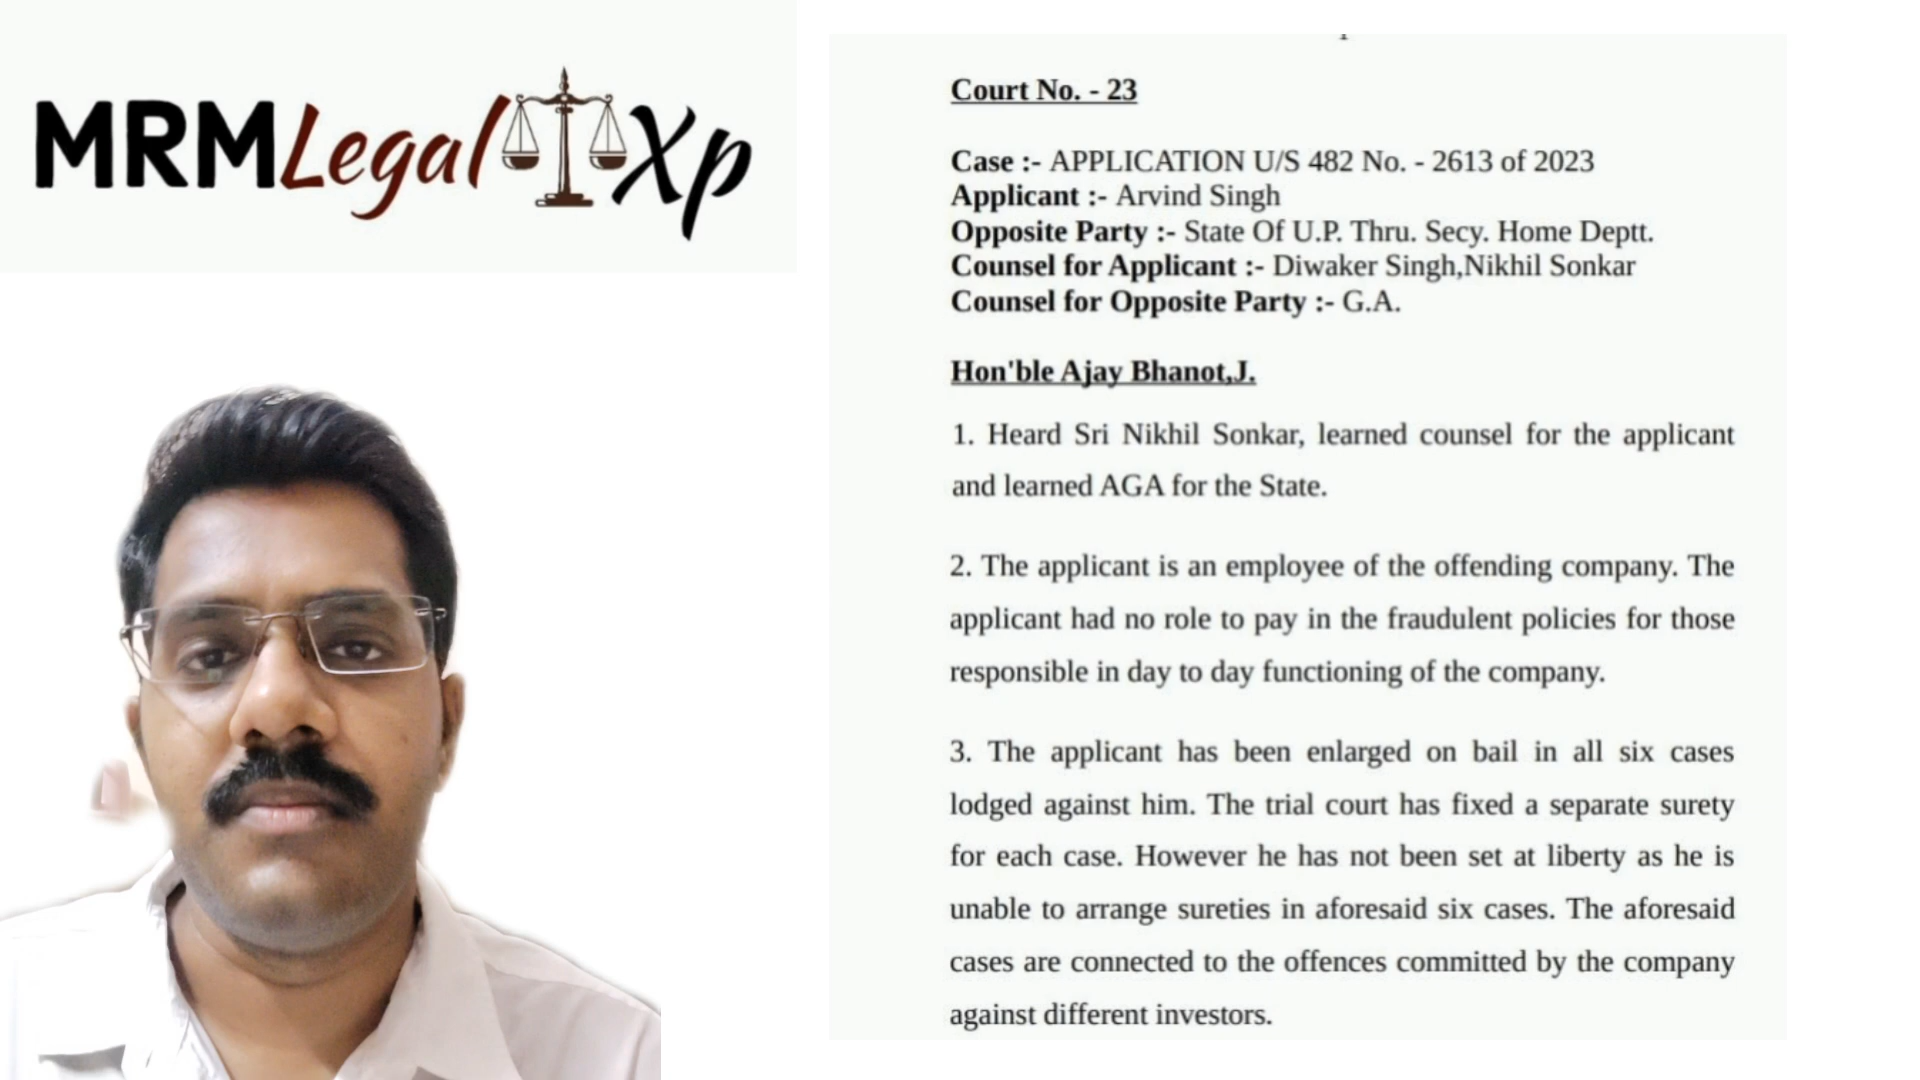 MRMLegalXp
Court No. - 23
Case :- APPLICATION U/S 482 No. - 2613 of 2023
Applicant :- Arvind Singh
Opposite Party :- State Of U.P. Thru. Secy. Home Deptt.
Counsel for Applicant :- Diwaker Singh,Nikhil Sonkar
Counsel for Opposite Party :- G.A.
Hon'ble Ajay Bhanot,J.
1. Heard Sri Nikhil Sonkar, learned counsel for the applicant
and learned AGA for the State.
2. The applicant is an employee of the offending company. The
applicant had no role to pay in the fraudulent policies for those
responsible in day to day functioning of the company.
3. The applicant has been enlarged on bail in all six cases
lodged against him. The trial court has fixed a separate surety
for each case. However he has not been set at liberty as he is
unable to arrange sureties in aforesaid six cases. The aforesaid
cases are connected to the offences committed by the company
against different investors.